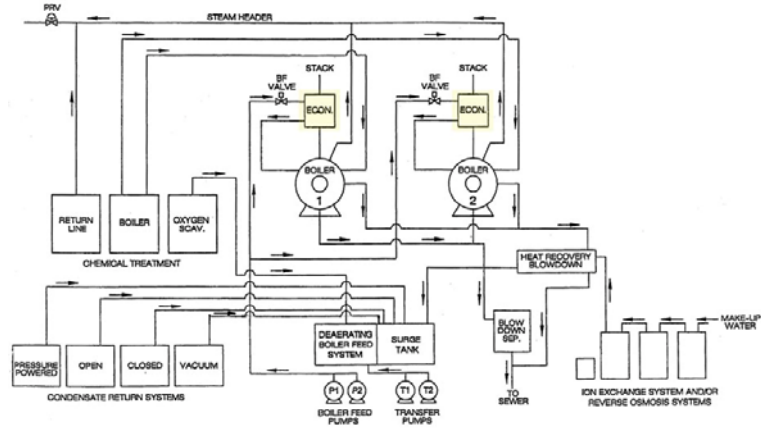 PRV
STEAM HEADER
STACK
BF
VALVE
ECON.
STACK
BF
VALVE
ECON.
BOILER
1
BOILER
2
RETURN
LINE
BOILER
OXYGEN
SCAV.
CHEMICAL TREATMENT
HEAT RECOVERY
BLOWDOWN
MAKE-UP
WATER
DEAERATING
BOILER FEED
SYSTEM
SURGE
TANK
BLOW
DOWN
SEP.
PRESSURE
POWERED
OPEN
CLOSED
VACUUM
CONDENSATE RETURN SYSTEMS
P1
P2
T1
T2
BOILER FEED
PUMPS
TRANSFER
PUMPS
TO
SEWER
ION EXCHANGE SYSTEM AND/OR
REVERSE OSMOSIS SYSTEMS